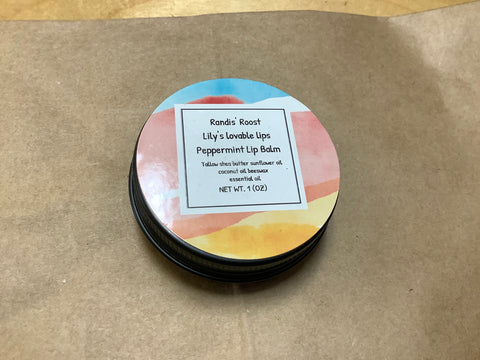 Randis' Roost
Lily's lovable lips
Peppermint Lip Balm
Tallow shea butter sunflower oil
coconut oil beeswax
essential oil
NET WT. 1 (OZ)